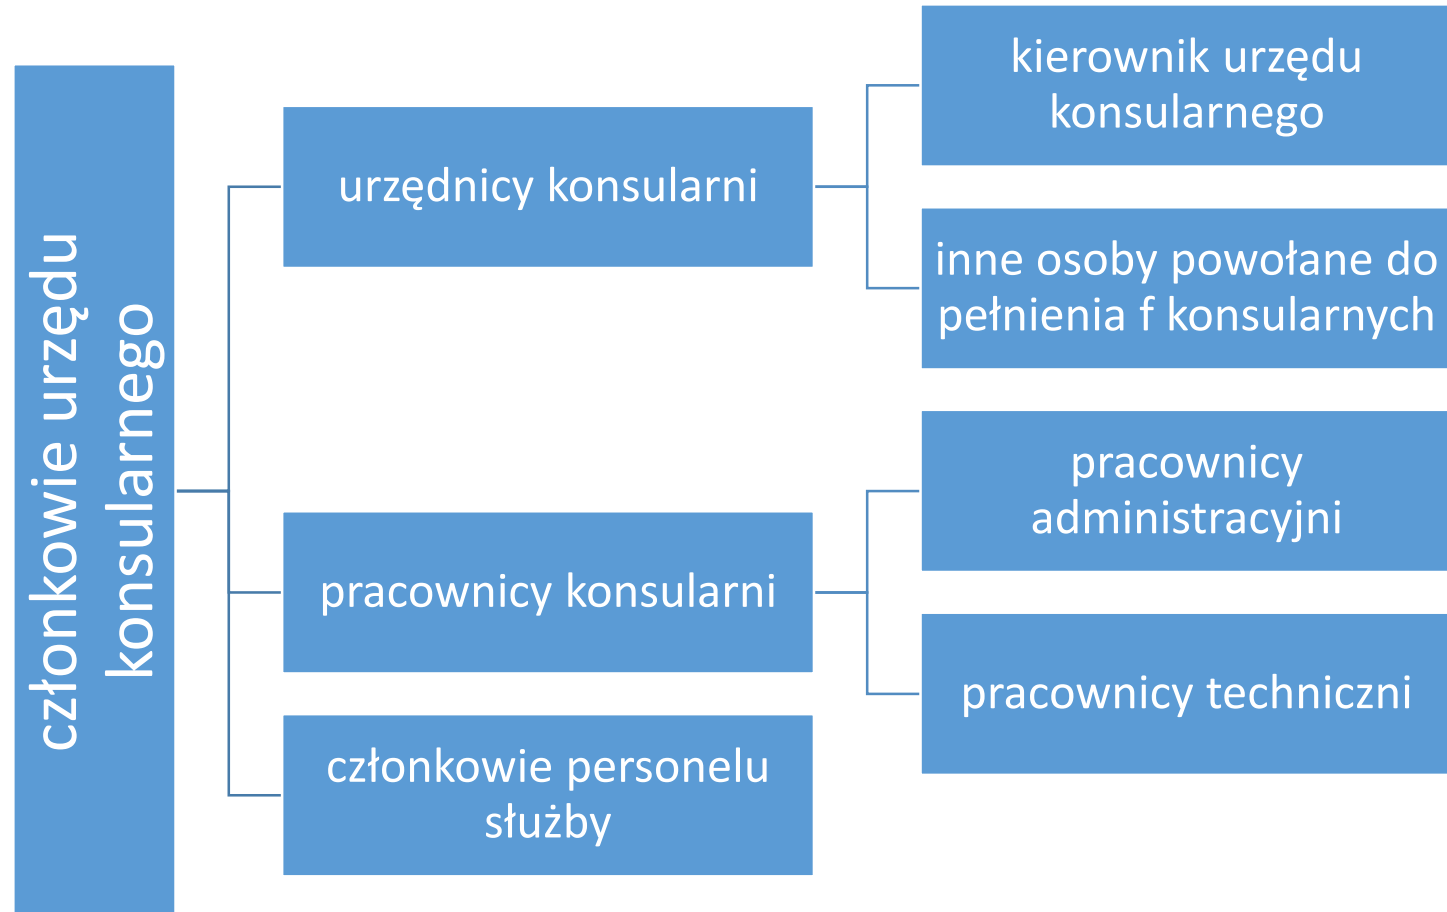 członkowie urzędu
konsularnego
urzędnicy konsularni
kierownik urzędu
konsularnego
inne osoby powołane do
pełnienia f konsularnych
pracownicy konsularni
pracownicy
administracyjni
pracownicy techniczni
członkowie personelu
służby